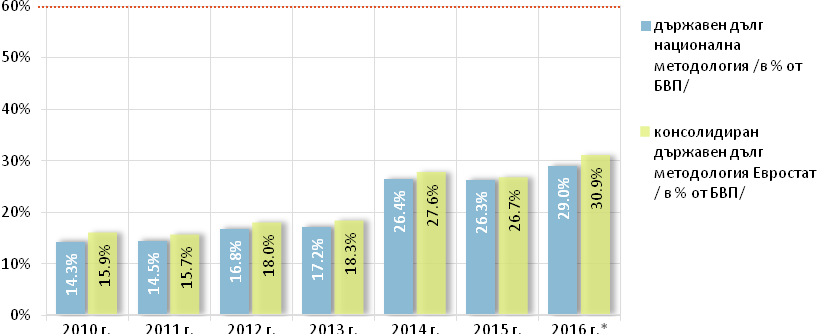 60%
50%
40%
30%
20%
10%
0%
14.3%
15.9%
14.5%
15.7%
16.8%
18.0%
17.2%
18.3%
26.4%
27.6%
26.3%
26.7%
29.0%
30.9%
2010 г. 2011 г. 2012 г. 2013 г. 2014 г. 2015 г. 2016 г.*
държавен дълг
национална
методология /в % от
БВП/
консолидиран
държавен дълг
методология Евростат
/ в % от БВП/